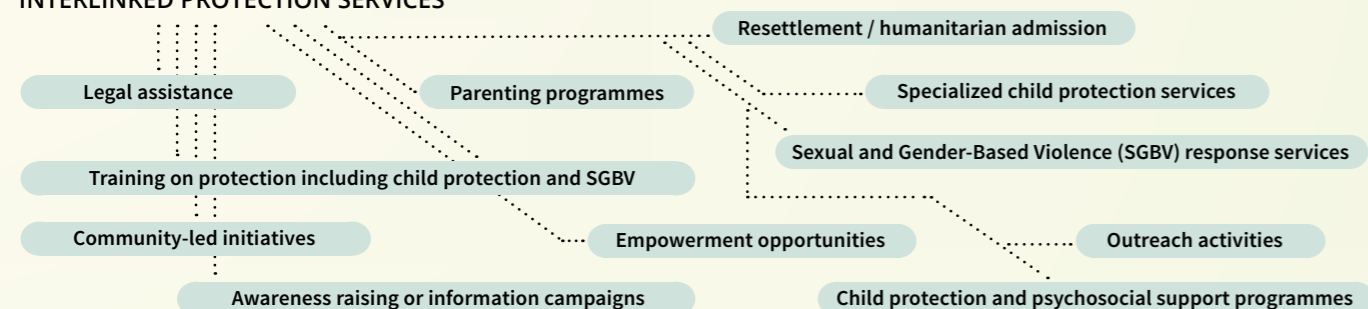 INTERLINKED PROTECTION SERVICES
Resettlement / humanitarian admission
Legal assistance
Parenting programmes
Specialized child protection services
Sexual and Gender-Based Violence (SGBV) response services
Training on protection including child protection and SGBV
Community-led initiatives
Empowerment opportunities
Outreach activities
Awareness raising or information campaigns
Child protection and psychosocial support programmes